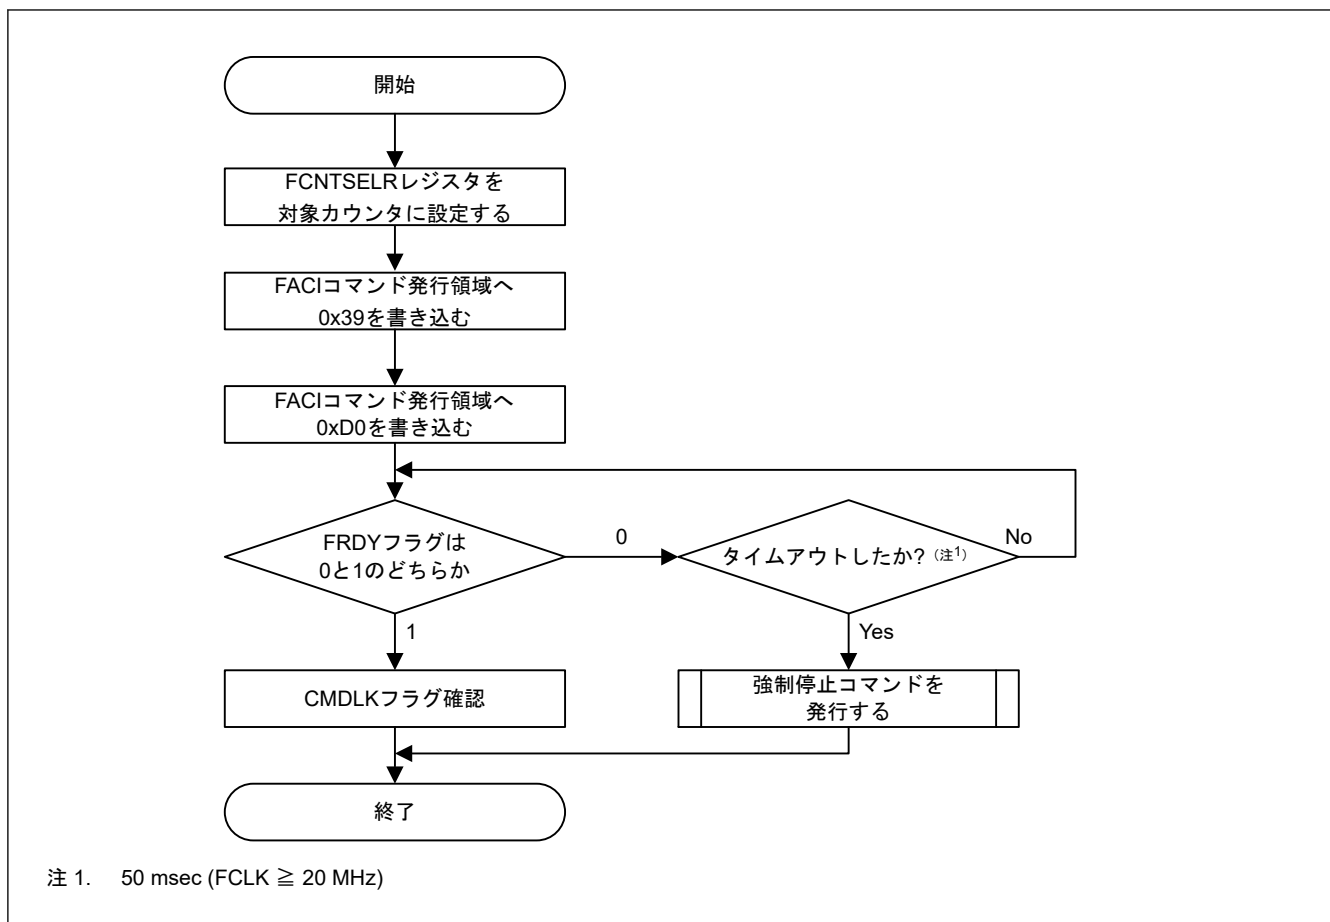 開始
FCNTSELRレジスタを
対象カウンタに設定する
FACIコマンド発行領域へ
0x39を書き込む
FACIコマンド発行領域へ
0xD0を書き込む
FRDYフラグは
0と1のどちらか
0
タイムアウトしたか? (注1)
No
1
Yes
CMDLKフラグ確認
強制停止コマンドを
発行する
終了
注 1. 50 msec (FCLK ≧ 20 MHz)